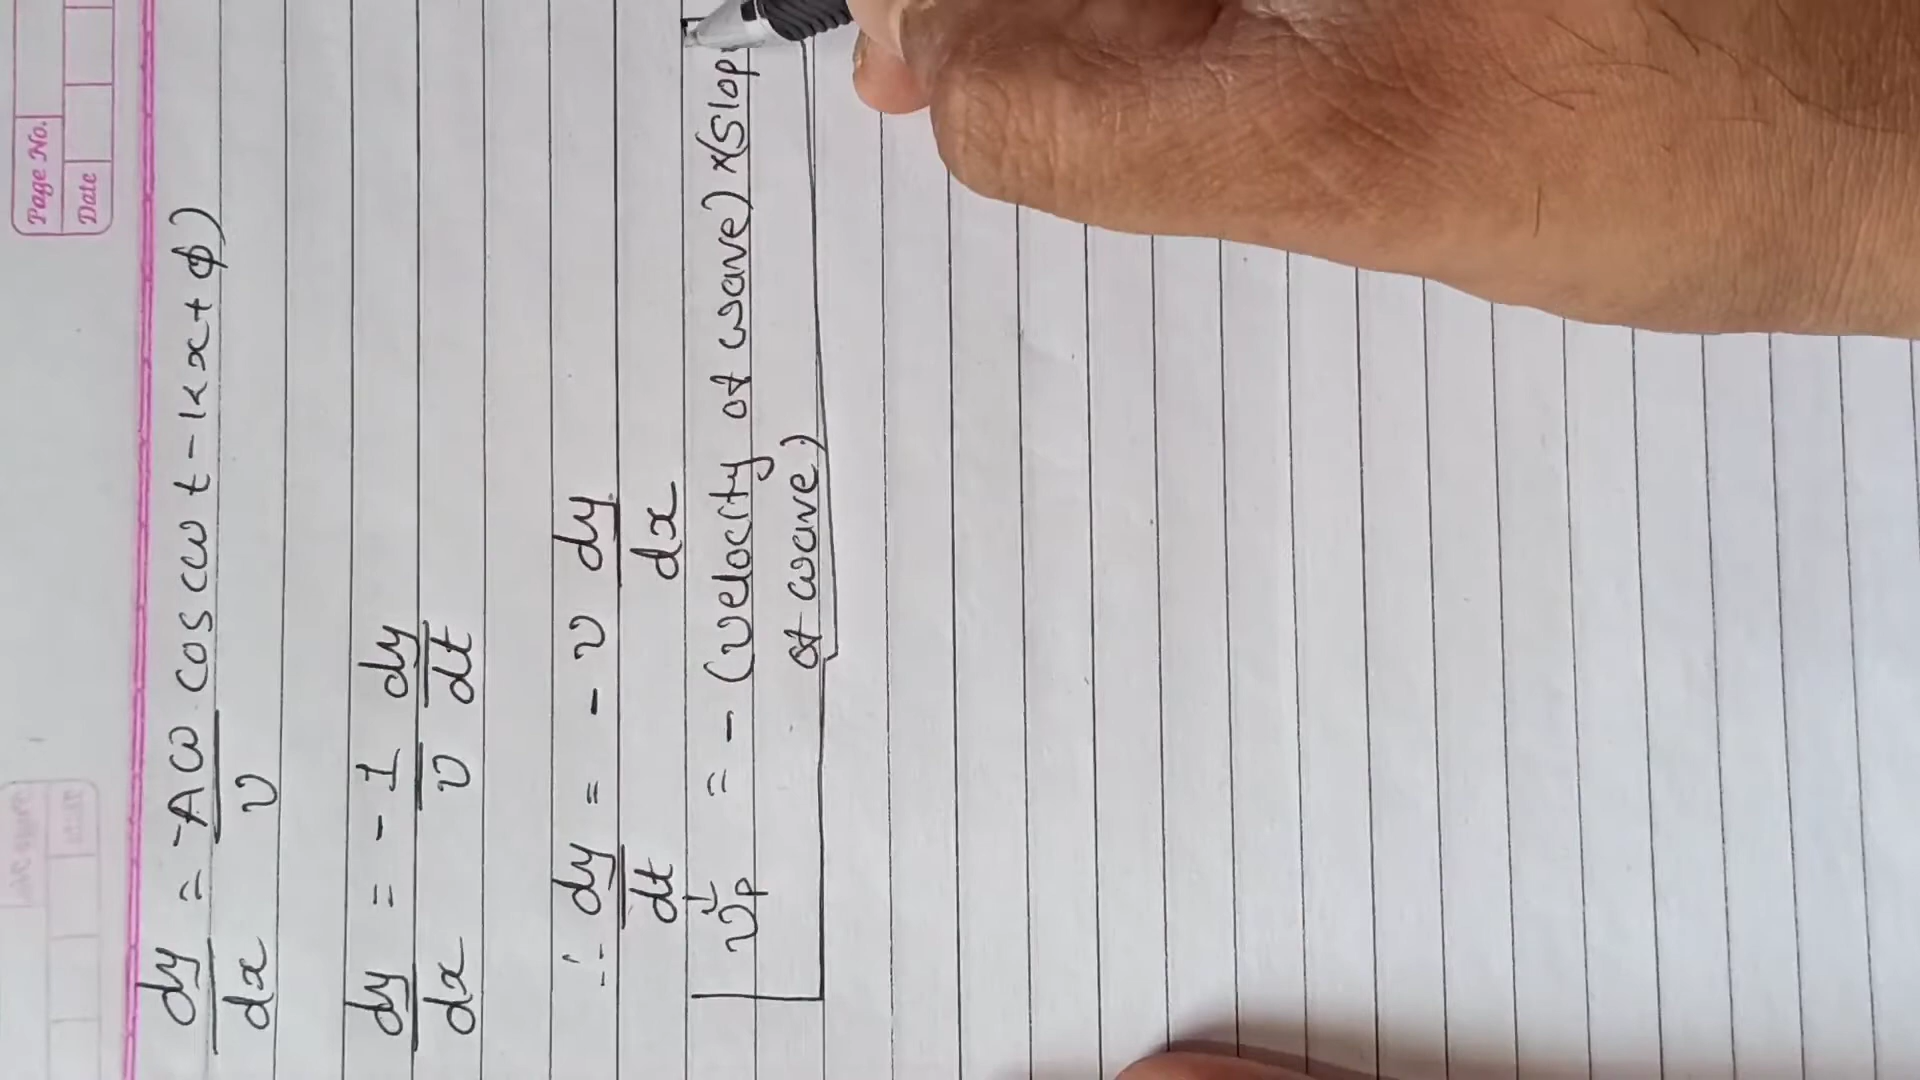 Page No.
Date
dy/dx = -Aω/v cos(ωt - kx + φ)
dy/dx = -1/v dy/dt
∴ dy/dt = - v dy/dx
↓
vp = - (velocity of wave) × (Slop
of wave)